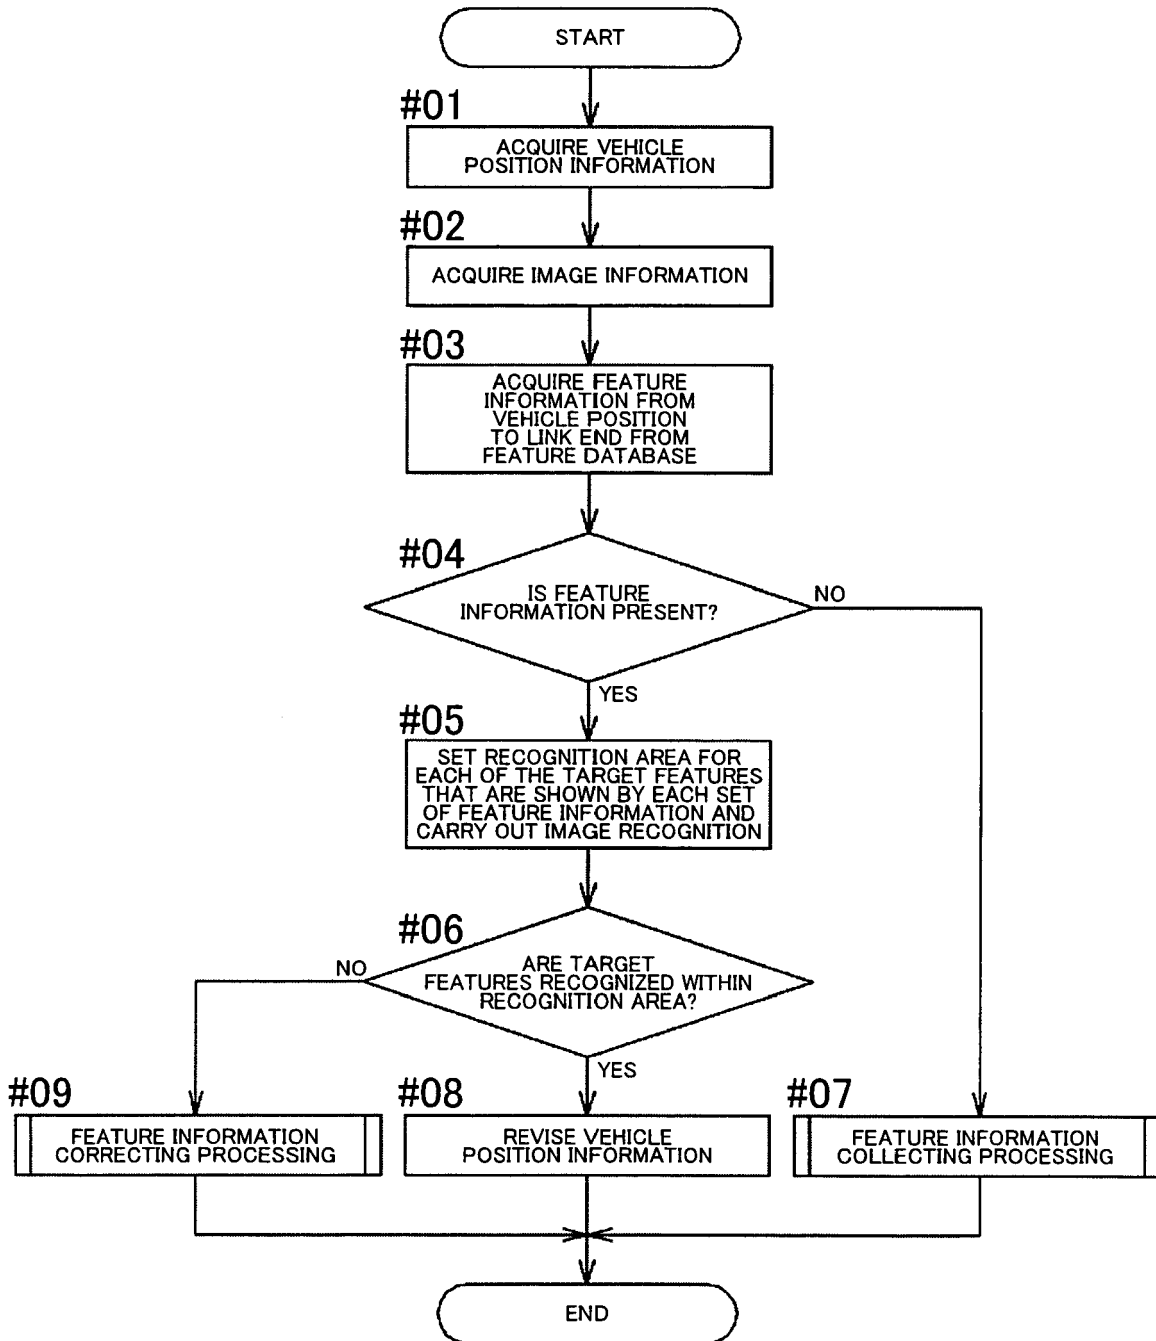 START
#01
ACQUIRE VEHICLE
POSITION INFORMATION
#02
ACQUIRE IMAGE INFORMATION
#03
ACQUIRE FEATURE
INFORMATION FROM
VEHICLE POSITION
TO LINK END FROM
FEATURE DATABASE
#04
IS FEATURE
INFORMATION PRESENT?
NO
YES
#05
SET RECOGNITION AREA FOR
EACH OF THE TARGET FEATURES
THAT ARE SHOWN BY EACH SET
OF FEATURE INFORMATION AND
CARRY OUT IMAGE RECOGNITION
#06
ARE TARGET
FEATURES RECOGNIZED WITHIN
RECOGNITION AREA?
NO
YES
#09
FEATURE INFORMATION
CORRECTING PROCESSING
#08
REVISE VEHICLE
POSITION INFORMATION
#07
FEATURE INFORMATION
COLLECTING PROCESSING
END